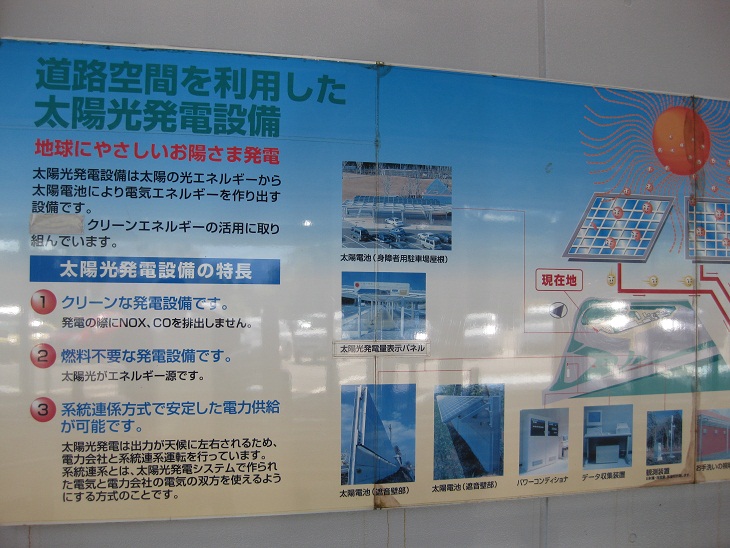 道路空間を利用した
太陽光発電設備
地球にやさしいお陽さま発電
太陽光発電設備は太陽の光エネルギーから
太陽電池により電気エネルギーを作り出す
設備です。
クリーンエネルギーの活用に取り
組んでいます。
太陽光発電設備の特長
1 クリーンな発電設備です。
発電の際にNOX、COを排出しません。
2 燃料不要な発電設備です。
太陽光がエネルギー源です。
3 系統連係方式で安定した電力供給
が可能です。
太陽光発電は出力が天候に左右されるため、
電力会社と系統連系運転を行っています。
系統連系とは、太陽光発電システムで作られ
た電気と電力会社の電気の双方を使えるように
する方式のことです。
太陽電池(身障者用駐車場屋根)
太陽光発電量表示パネル
現在地
太陽電池(遮音壁部)
太陽電池(遮音壁部)
パワーコンディショナ
データ収集装置
観測装置
お手洗いの照